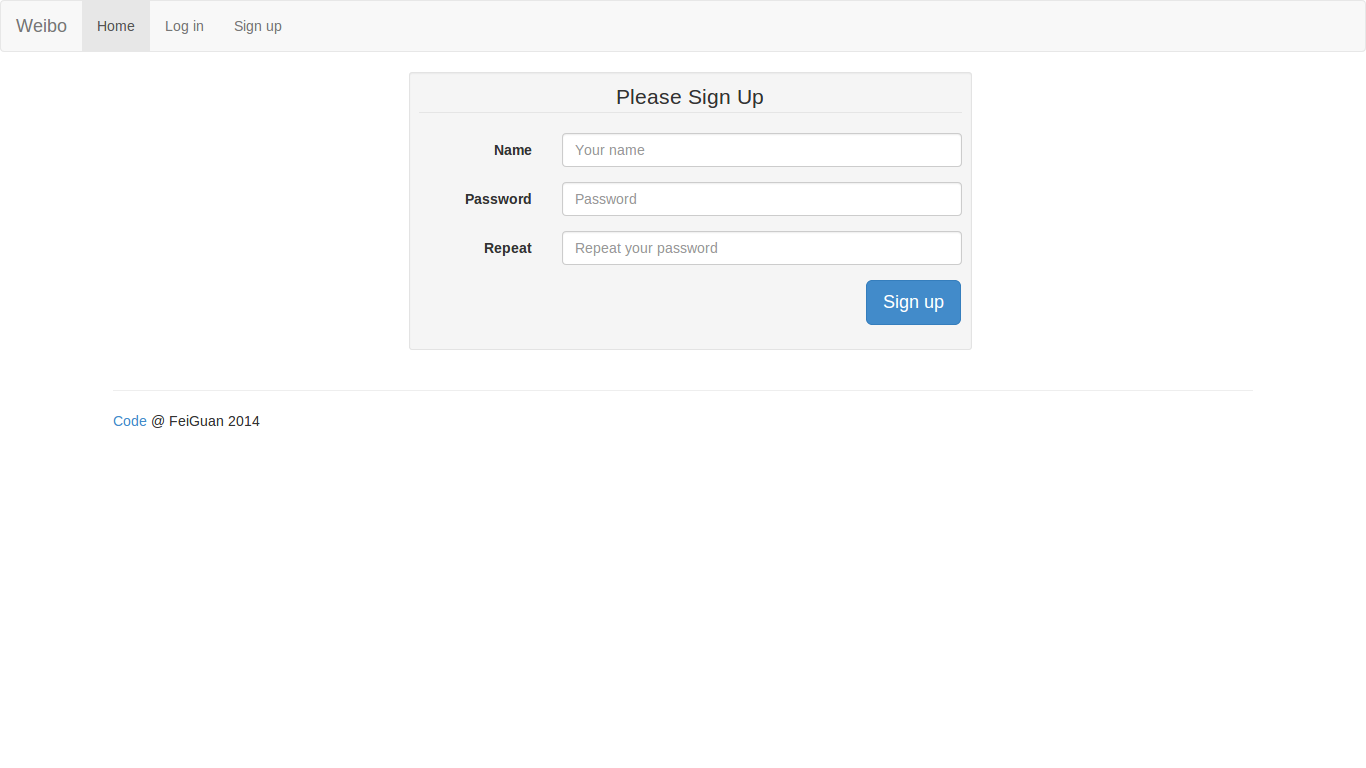 Weibo Home Log in Sign up
Please Sign Up
Name Your name
Password Password
Repeat Repeat your password
Sign up
Code @ FeiGuan 2014